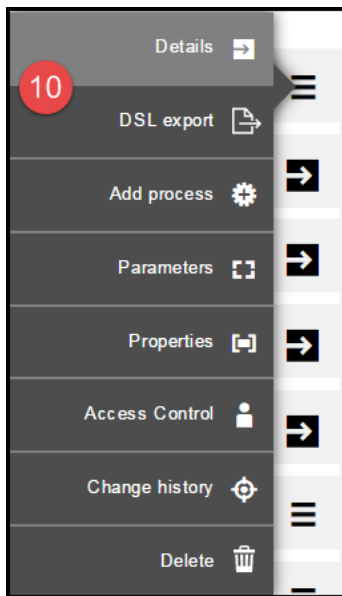 Details
10
DSL export
Add process
Parameters
Properties
Access Control
Change history
Delete